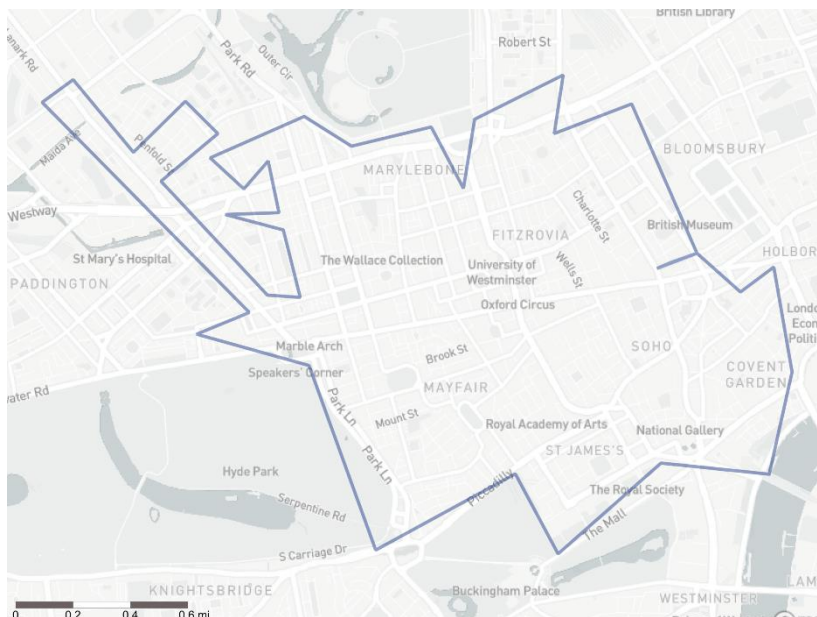 British Library
Lanark Rd
Park Rd
Outer Cir
Robert St
Maida Ave
Penfold St
BLOOMSBURY
MARYLEBONE
Westway
Charlotte St
British Museum
FITZROVIA
HOLBOR
St Mary's Hospital
The Wallace Collection
University of
Westminster
Wells St
PADDINGTON
Oxford Circus
London
Econ
Politi
Marble Arch
SOHO
Speakers' Corner
Brook St
COVENT
GARDEN
MAYFAIR
water Rd
Park Ln
Mount St
Royal Academy of Arts
National Gallery
ST JAMES'S
Park Ln
Hyde Park
Piccadilly
The Royal Society
Serpentine Rd
The Mall
S Carriage Dr
KNIGHTSBRIDGE
Buckingham Palace
WESTMINSTER
LAM
0 0.2 0.4 0.6 mi